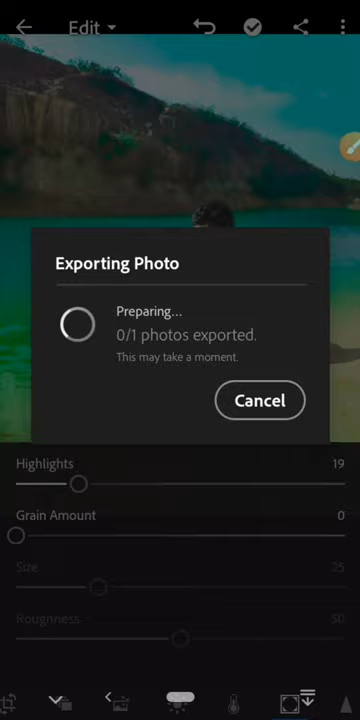 Edit
Exporting Photo
Preparing...
0/1 photos exported.
This may take a moment.
Cancel
Highlights 19
Grain Amount 0
Size 25
Roughness 50